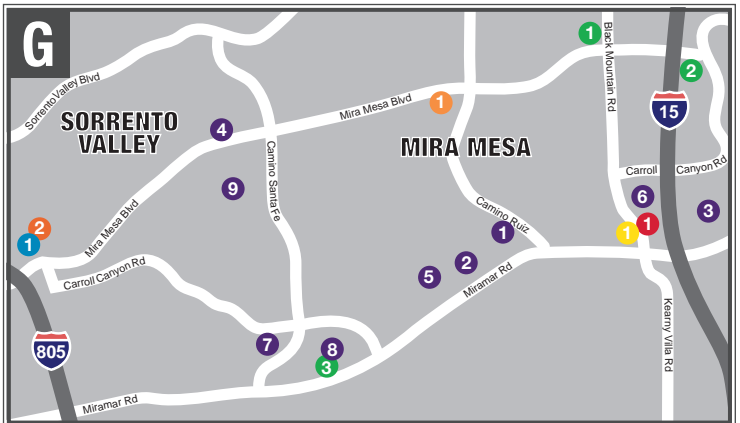 G
1
Black Mountain Rd
2
Sorrento Valley Blvd
15
1
Mira Mesa Blvd
SORRENTO
VALLEY
4
MIRA MESA
Camino Santa Fe
Carroll Canyon Rd
9
6
3
2
1
Mira Mesa Blvd
Camino Ruiz
1
1
1
5
2
Carroll Canyon Rd
Miramar Rd
Kearny Villa Rd
805
7
8
3
Miramar Rd